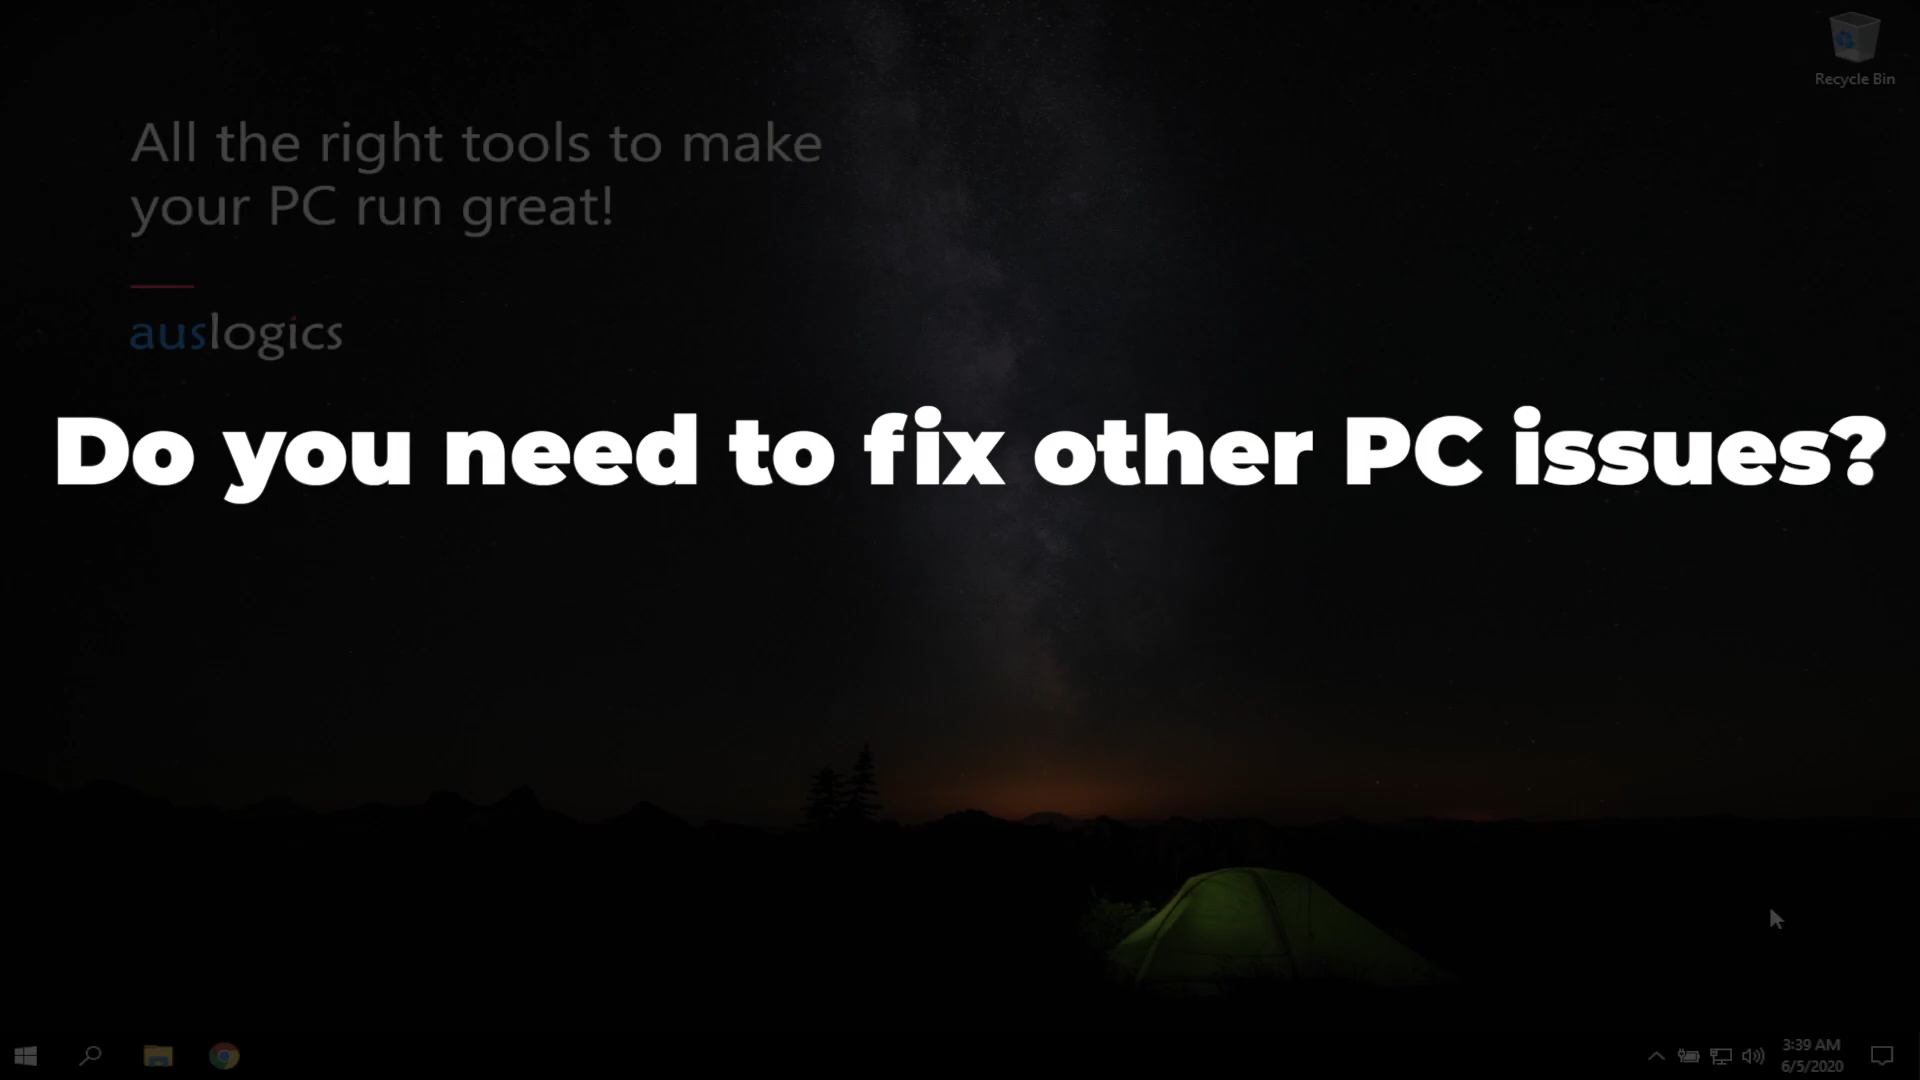 Recycle Bin
All the right tools to make
your PC run great!
auslogics
Do you need to fix other PC issues?
3:39 AM
6/5/2020